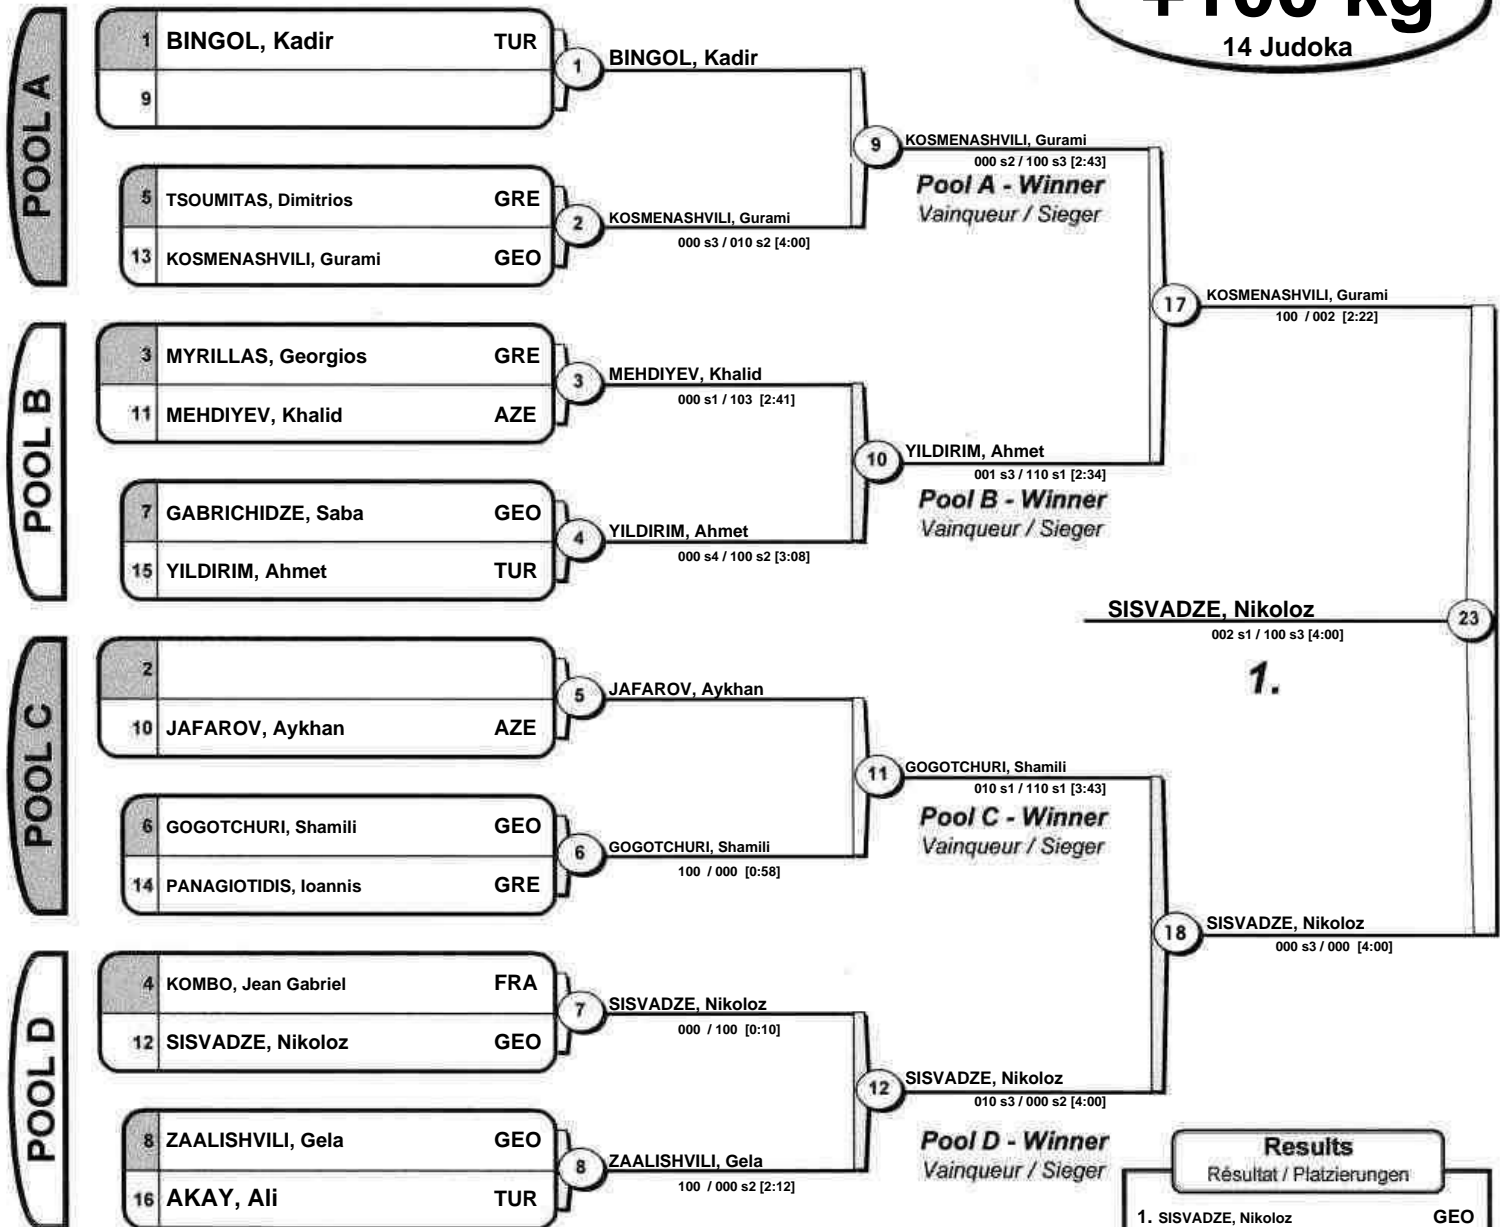 +100 kg
14 Judoka
POOL A
1 BINGOL, Kadir TUR
9
1 BINGOL, Kadir
5 TSOUMITAS, Dimitrios GRE
13 KOSMENASHVILI, Gurami GEO
2 KOSMENASHVILI, Gurami
000 s3 / 010 s2 [4:00]
9 KOSMENASHVILI, Gurami
000 s2 / 100 s3 [2:43]
Pool A - Winner
Vainqueur / Sieger
POOL B
3 MYRILLAS, Georgios GRE
11 MEHDIYEV, Khalid AZE
3 MEHDIYEV, Khalid
000 s1 / 103 [2:41]
7 GABRICHIDZE, Saba GEO
15 YILDIRIM, Ahmet TUR
4 YILDIRIM, Ahmet
000 s4 / 100 s2 [3:08]
10 YILDIRIM, Ahmet
001 s3 / 110 s1 [2:34]
Pool B - Winner
Vainqueur / Sieger
17 KOSMENASHVILI, Gurami
100 / 002 [2:22]
SISVADZE, Nikoloz 23
002 s1 / 100 s3 [4:00]
1.
POOL C
2
10 JAFAROV, Aykhan AZE
5 JAFAROV, Aykhan
6 GOGOTCHURI, Shamili GEO
14 PANAGIOTIDIS, Ioannis GRE
6 GOGOTCHURI, Shamili
100 / 000 [0:58]
11 GOGOTCHURI, Shamili
010 s1 / 110 s1 [3:43]
Pool C - Winner
Vainqueur / Sieger
POOL D
4 KOMBO, Jean Gabriel FRA
12 SISVADZE, Nikoloz GEO
7 SISVADZE, Nikoloz
000 / 100 [0:10]
8 ZAALISHVILI, Gela GEO
16 AKAY, Ali TUR
8 ZAALISHVILI, Gela
100 / 000 s2 [2:12]
12 SISVADZE, Nikoloz
010 s3 / 000 s2 [4:00]
Pool D - Winner
Vainqueur / Sieger
18 SISVADZE, Nikoloz
000 s3 / 000 [4:00]
Results
Résultat / Platzierungen
1. SISVADZE, Nikoloz GEO